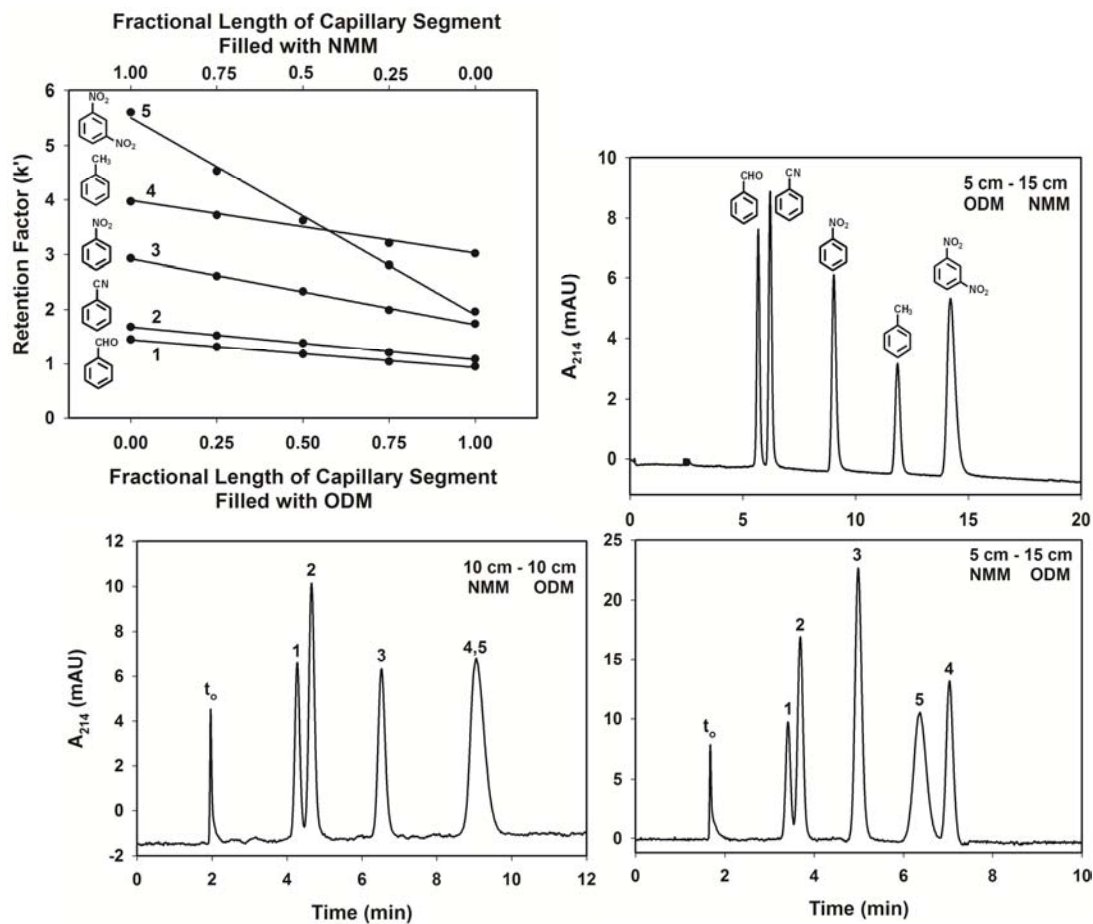 Fractional Length of Capillary Segment
Filled with NMM
1.00 0.75 0.5 0.25 0.00
Retention Factor (k')
6
5
4
3
2
1
0
NO2
NO2
5
CH3
4
NO2
3
CN
2
CHO
1
0.00 0.25 0.50 0.75 1.00
Fractional Length of Capillary Segment
Filled with ODM
A214 (mAU)
10
8
6
4
2
0
CHO
CN
NO2
CH3
NO2
NO2
5 cm - 15 cm
ODM NMM
0 5 10 15 20
A214 (mAU)
12
10
8
6
4
2
0
-2
10 cm - 10 cm
NMM ODM
to
1
2
3
4,5
0 2 4 6 8 10 12
Time (min)
25
20
15
10
5
0
5 cm - 15 cm
NMM ODM
to
1
2
3
5
4
0 2 4 6 8 10
Time (min)